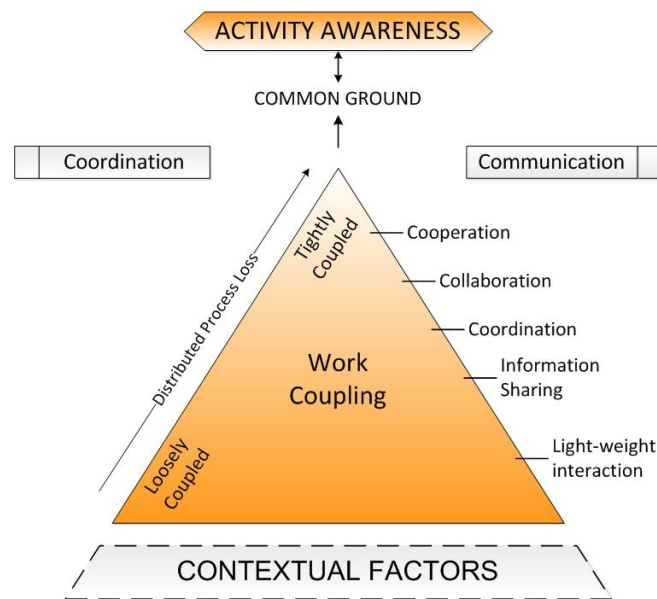 ACTIVITY AWARENESS
COMMON GROUND
Coordination
Communication
Distributed Process Loss
Tightly
Coupled
Cooperation
Collaboration
Coordination
Work
Coupling
Information
Sharing
Loosely
Coupled
Light-weight
interaction
CONTEXTUAL FACTORS